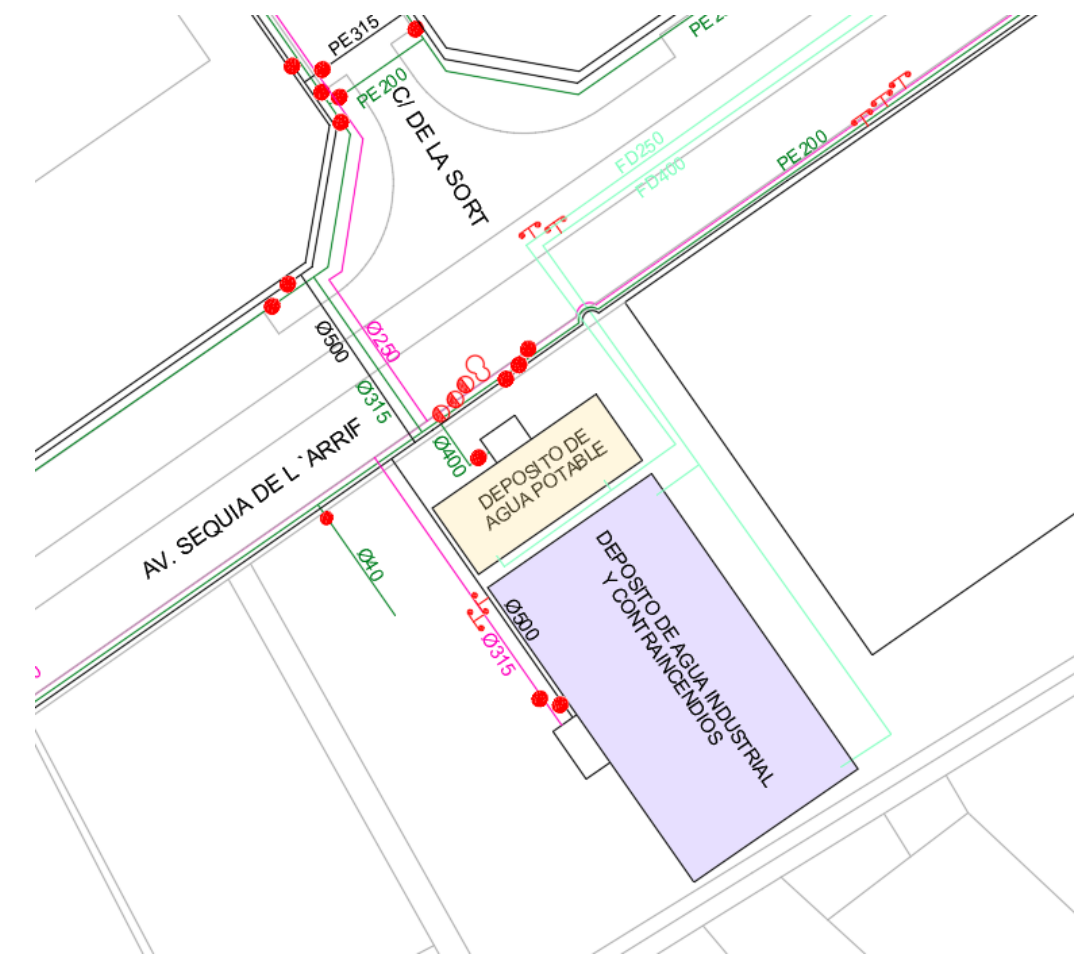 PE315
PE200
C/ DE LA SORT
FD250
FD400
PE200
Ø500
Ø250
Ø315
Ø400
AV. SEQUIA DE L`ARRIF
DEPOSITO DE
AGUA POTABLE
Ø40
Ø500
Ø315
DEPOSITO DE AGUA INDUSTRIAL
Y CONTRAINCENDIOS